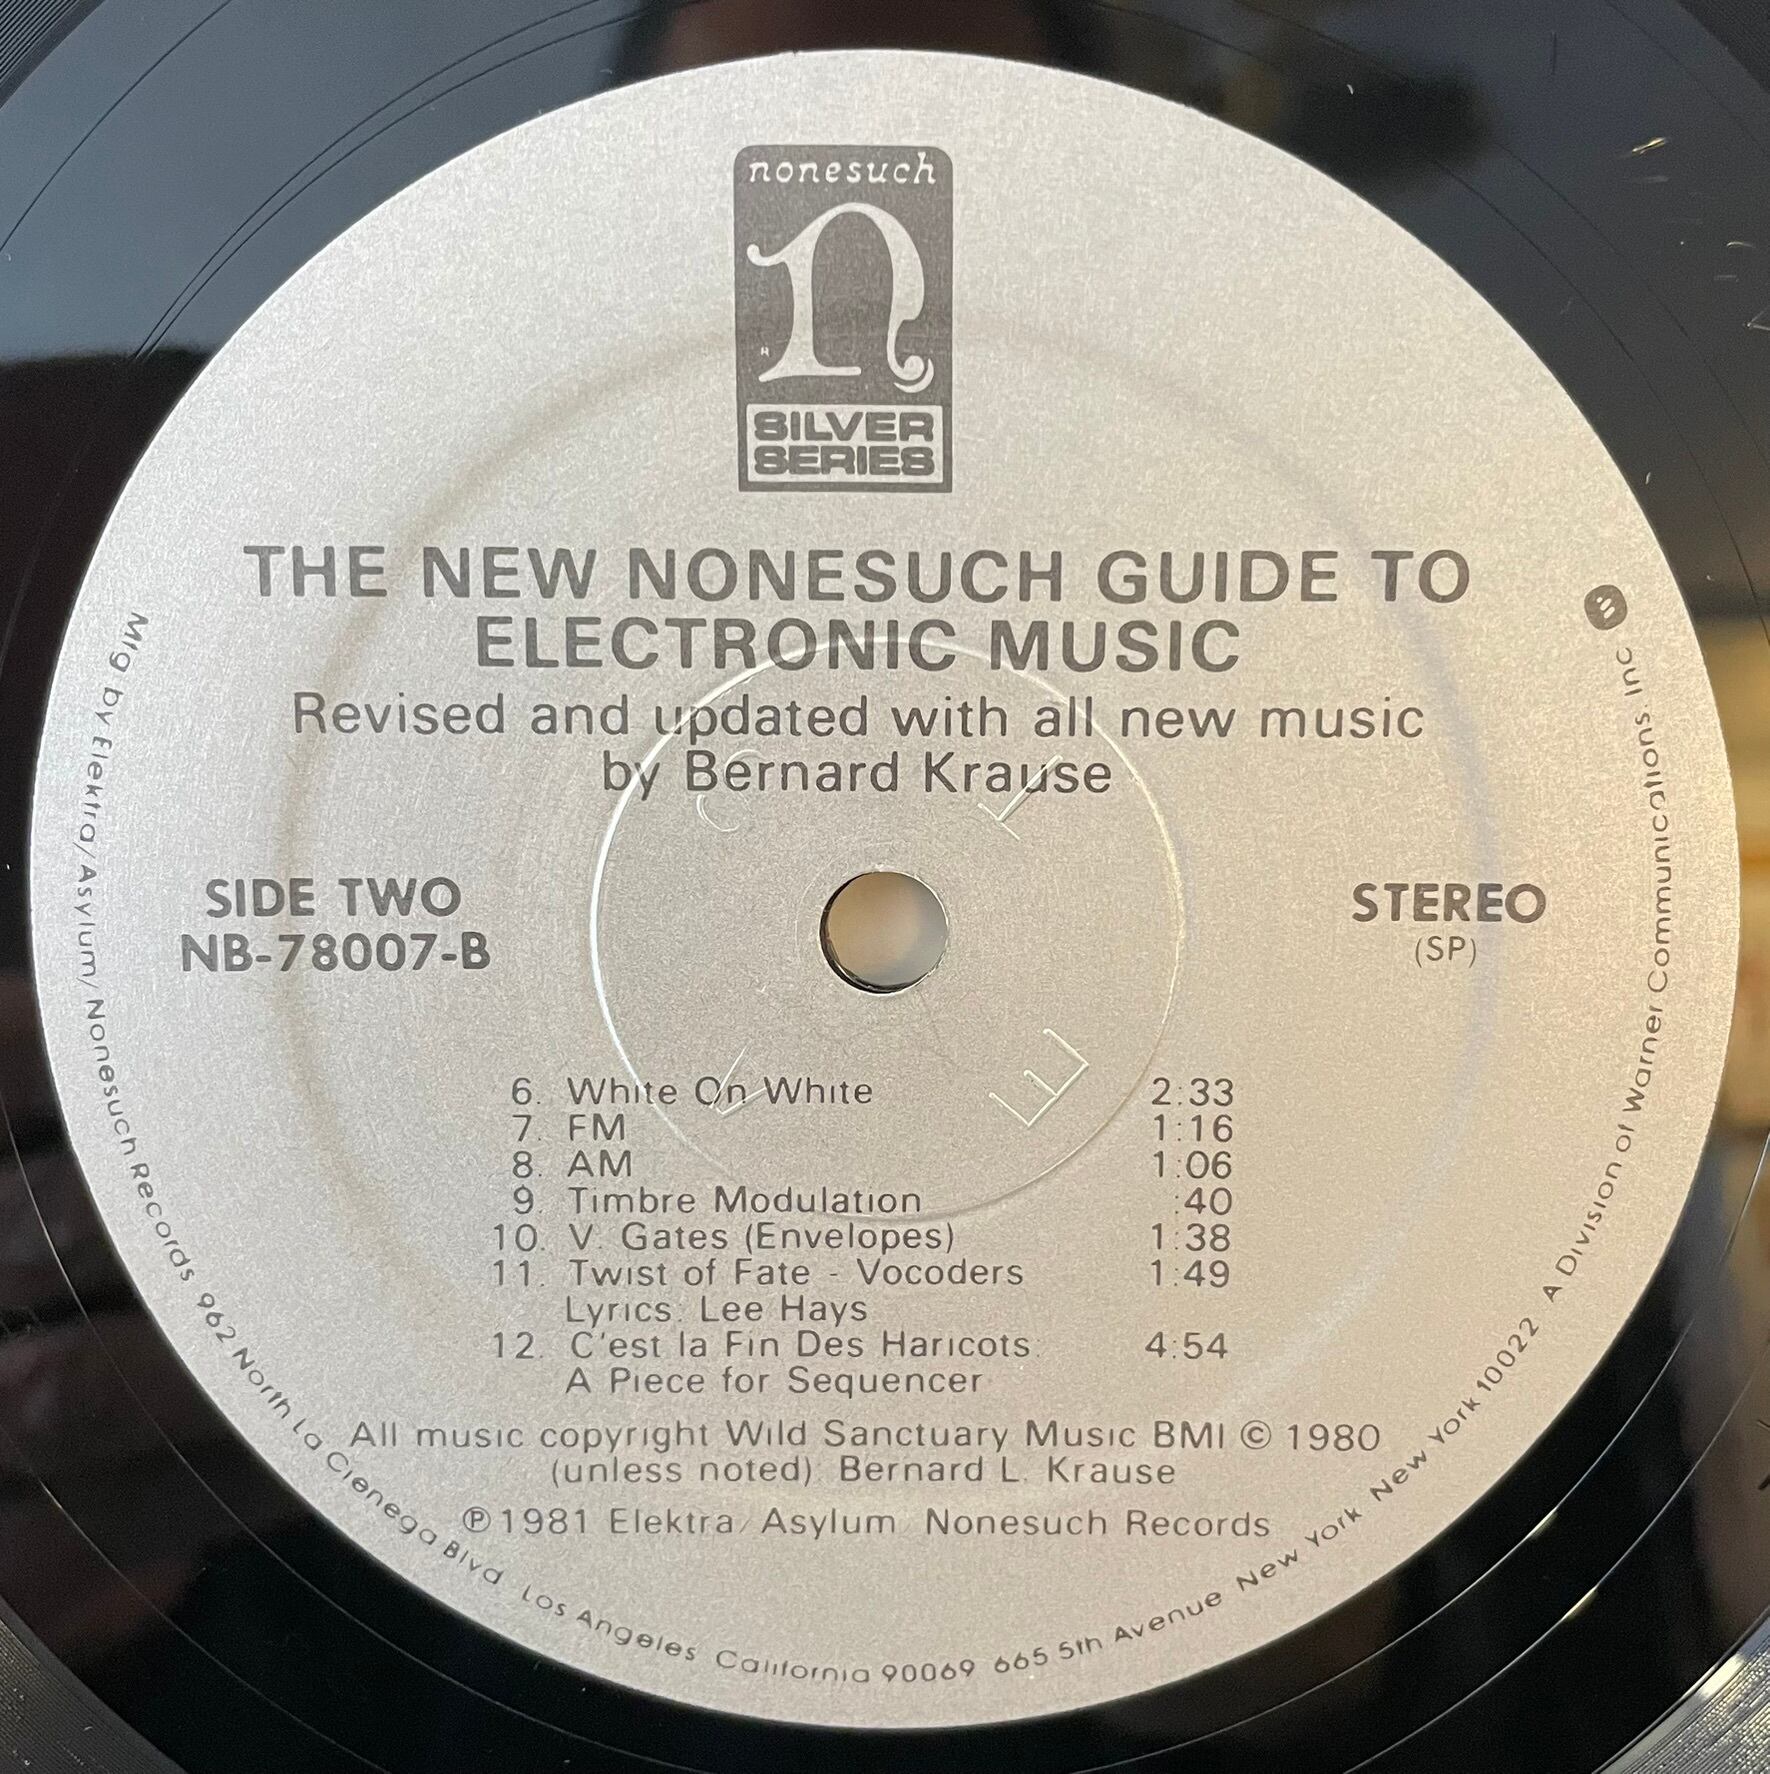 nonesuch
n
SILVER
SERIES
THE NEW NONESUCH GUIDE TO
ELECTRONIC MUSIC
Revised and updated with all new music
by Bernard Krause
SIDE TWO
NB-78007-B
STEREO
(SP)
6. White On White 2:33
7. FM 1:16
8. AM 1:06
9. Timbre Modulation :40
10. V. Gates (Envelopes) 1:38
11. Twist of Fate - Vocoders 1:49
Lyrics: Lee Hays
12. C'est la Fin Des Haricots: 4:54
A Piece for Sequencer
All music copyright Wild Sanctuary Music BMI © 1980
(unless noted): Bernard L. Krause
℗ 1981 Elektra/Asylum/Nonesuch Records
Mfg by Elektra/Asylum/Nonesuch Records 962 North La Cienega Blvd Los Angeles California 90069 665 5th Avenue New York New York 10022 A Division of Warner Communications Inc